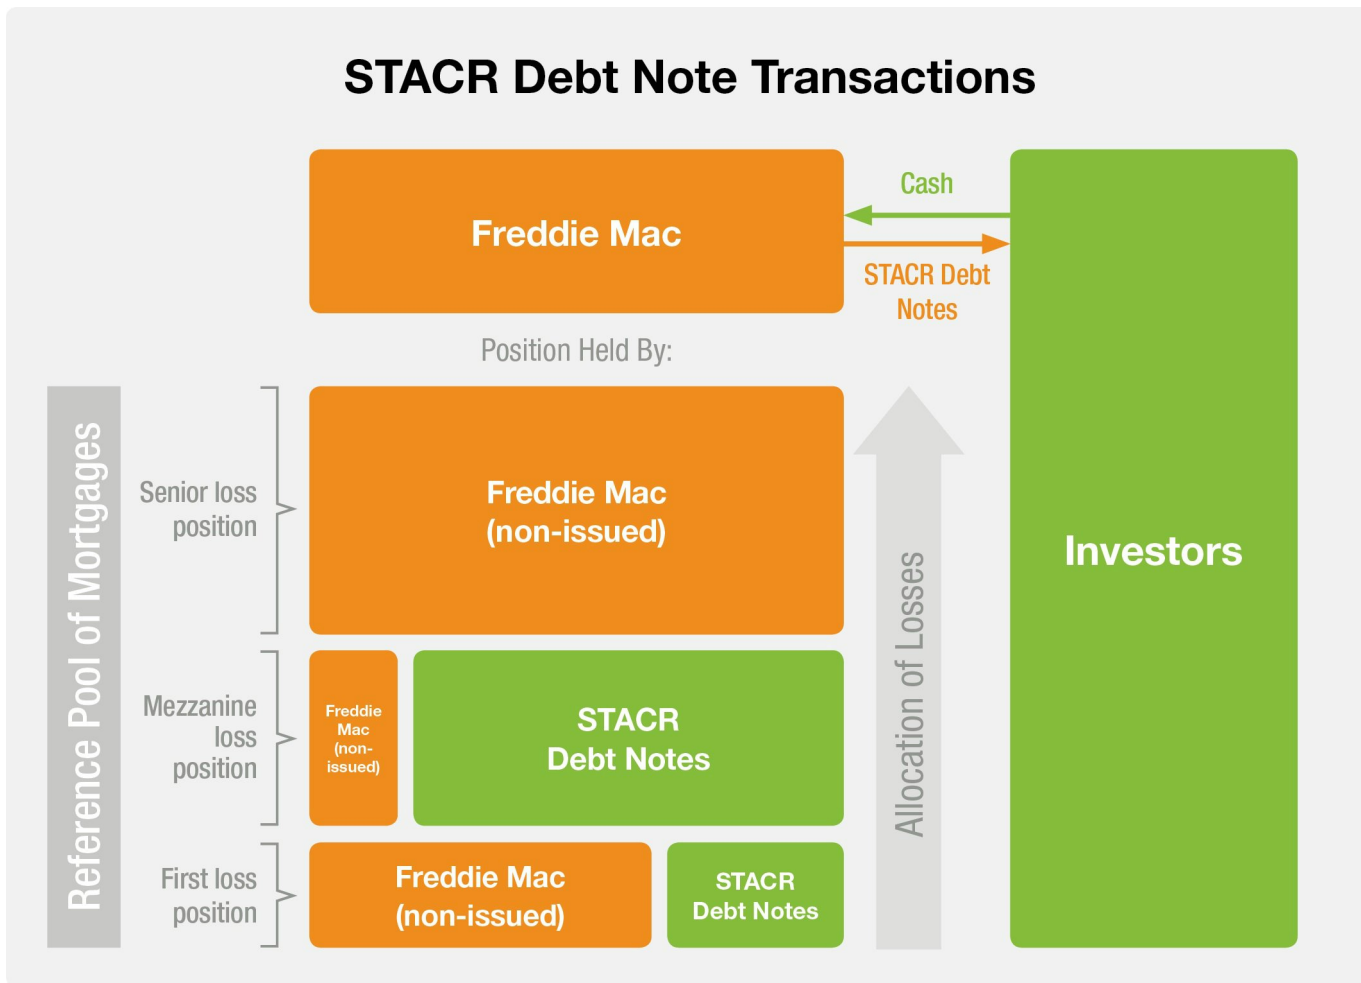 STACR Debt Note Transactions
Freddie Mac
Cash
STACR Debt
Notes
Investors
Position Held By:
Reference Pool of Mortgages
Senior loss
position
Freddie Mac
(non-issued)
Allocation of Losses
Mezzanine
loss
position
Freddie
Mac
(non-
issued)
STACR
Debt Notes
First loss
position
Freddie Mac
(non-issued)
STACR
Debt Notes